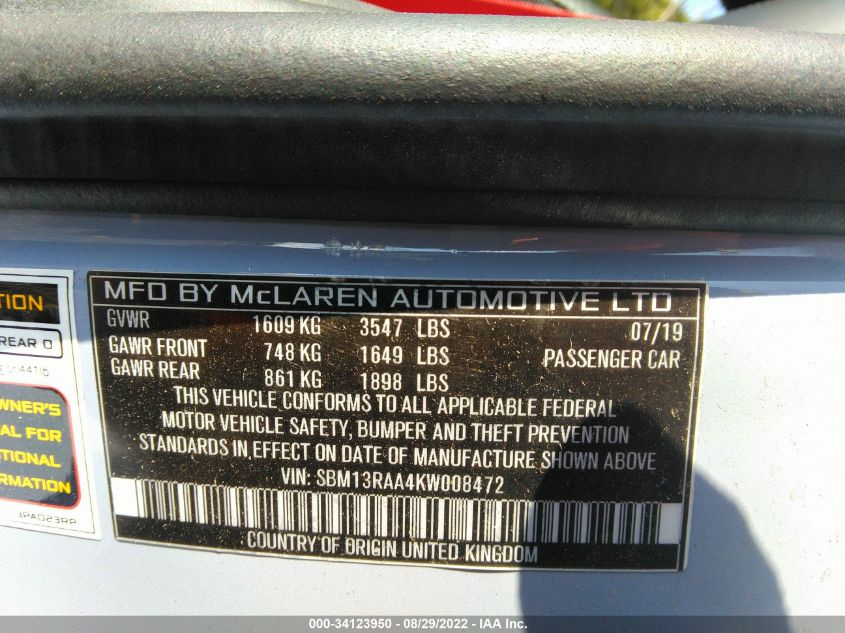 MFD BY McLAREN AUTOMOTIVE LTD
GVWR 1609 KG 3547 LBS 07/19
GAWR FRONT 748 KG 1649 LBS PASSENGER CAR
GAWR REAR 861 KG 1898 LBS
THIS VEHICLE CONFORMS TO ALL APPLICABLE FEDERAL
MOTOR VEHICLE SAFETY, BUMPER AND THEFT PREVENTION
STANDARDS IN EFFECT ON DATE OF MANUFACTURE SHOWN ABOVE
VIN: SBM13RAA4KW008472
COUNTRY OF ORIGIN UNITED KINGDOM
TION
REAR 0
441lb
WNER'S
AL FOR
TIONAL
RMATION
000-34123950 / 08/29/2022 / IAA Inc.